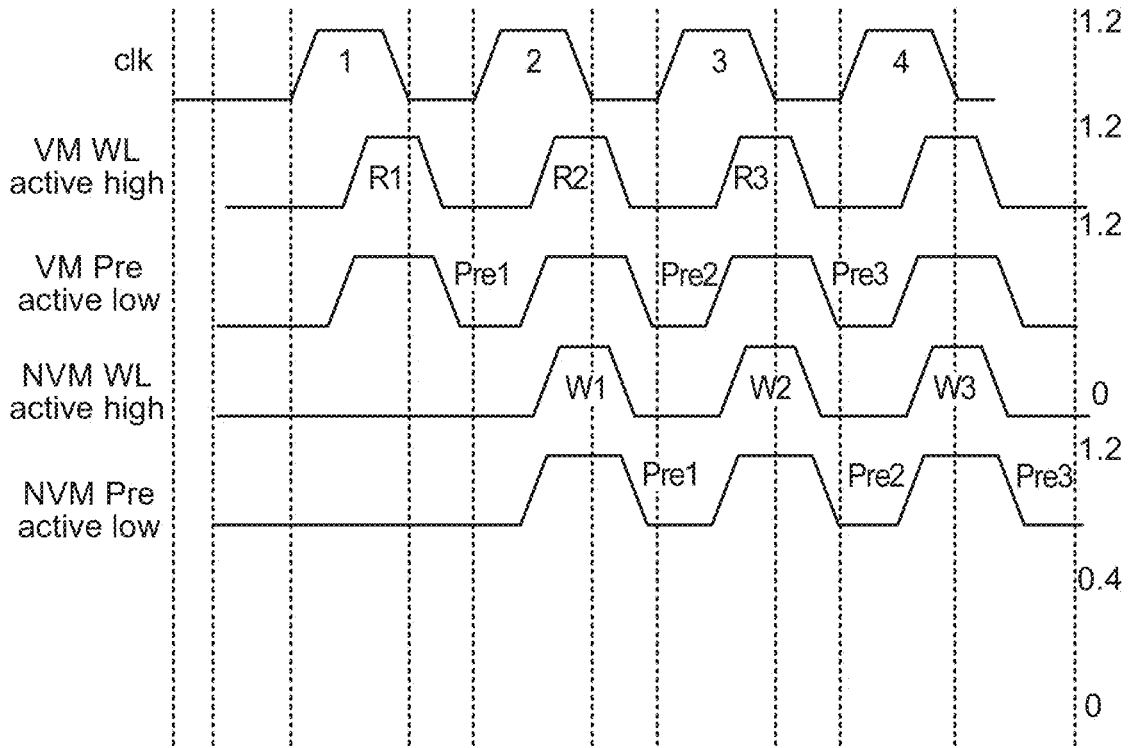 1.2
clk
1
2
3
4
1.2
VM WL
active high
R1
R2
R3
1.2
VM Pre
active low
Pre1
Pre2
Pre3
NVM WL
active high
W1
W2
W3
0
1.2
NVM Pre
active low
Pre1
Pre2
Pre3
0.4
0